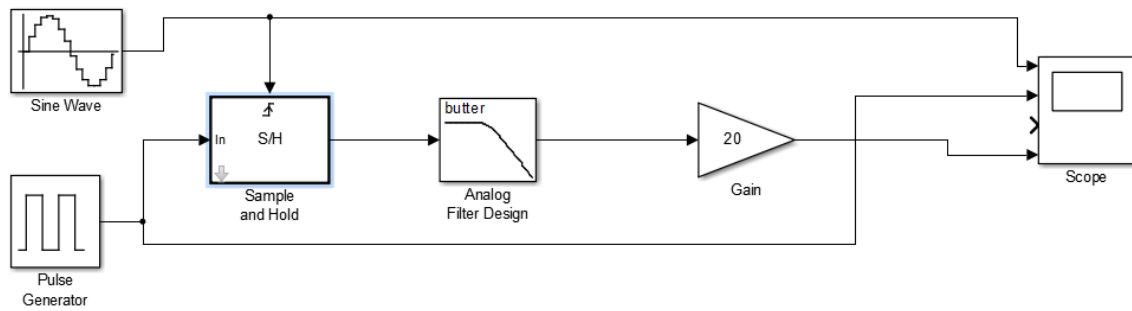 Sine Wave
In
S/H
Sample
and Hold
butter
Analog
Filter Design
20
Gain
Scope
Pulse
Generator